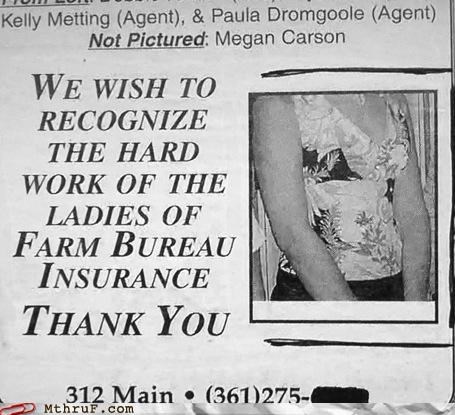 Kelly Metting (Agent), & Paula Dromgoole (Agent)
Not Pictured: Megan Carson
WE WISH TO
RECOGNIZE
THE HARD
WORK OF THE
LADIES OF
FARM BUREAU
INSURANCE
THANK YOU
312 Main • (361)275-
MThruF.com